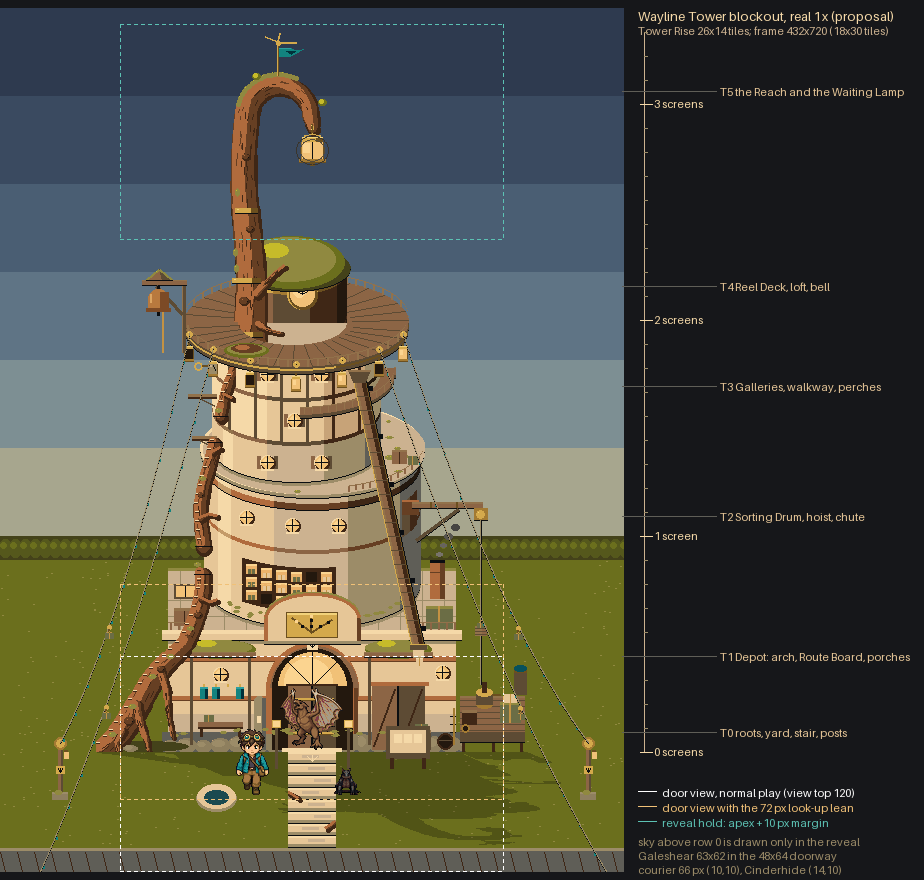 Wayline Tower blockout, real 1x (proposal)
Tower Rise 26x14 tiles; frame 432x720 (18x30 tiles)
T5 the Reach and the Waiting Lamp
3 screens
T4 Reel Deck, loft, bell
2 screens
T3 Galleries, walkway, perches
T2 Sorting Drum, hoist, chute
1 screen
T1 Depot: arch, Route Board, porches
T0 roots, yard, stair, posts
0 screens
door view, normal play (view top 120)
door view with the 72 px look-up lean
reveal hold: apex + 10 px margin
sky above row 0 is drawn only in the reveal
Galeshear 63x62 in the 48x64 doorway
courier 66 px (10,10), Cinderhide (14,10)